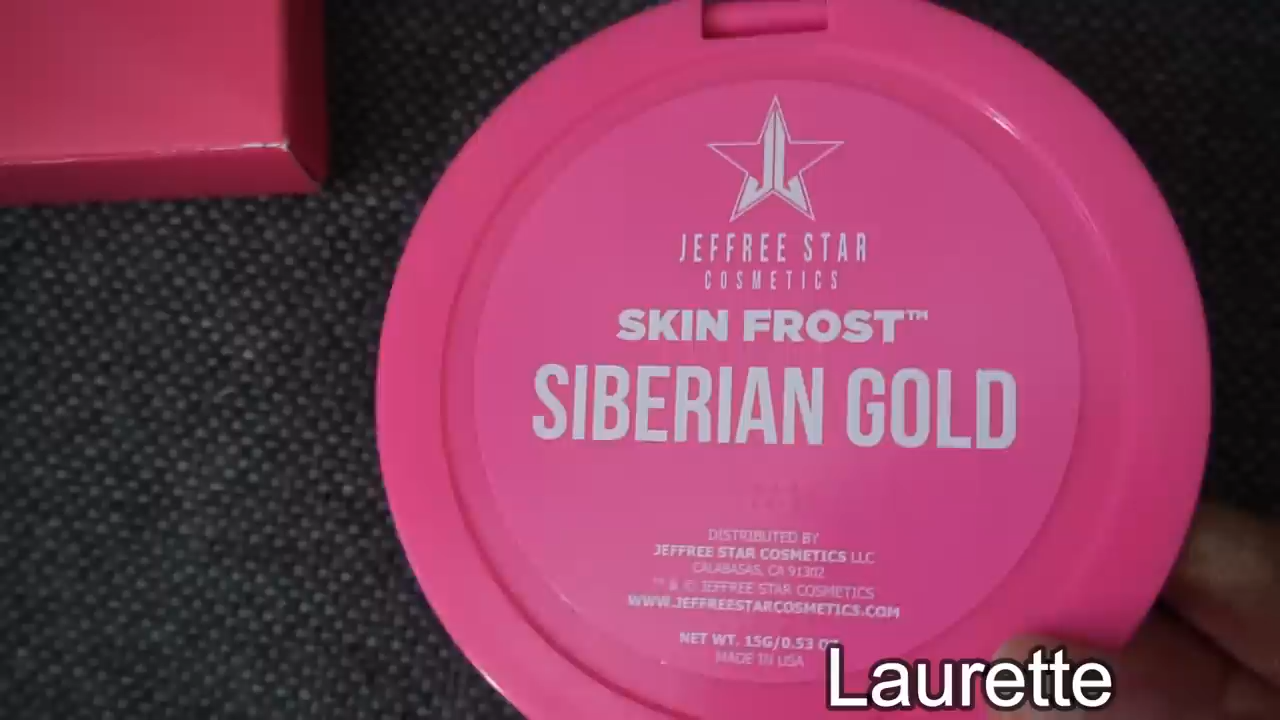 JEFFREE STAR
COSMETICS
SKIN FROST™
SIBERIAN GOLD
DISTRIBUTED BY
JEFFREE STAR COSMETICS LLC
CALABASAS, CA 91302
™ & © JEFFREE STAR COSMETICS
WWW.JEFFREESTARCOSMETICS.COM
NET WT. 15G/0.53 OZ
MADE IN USA
Laurette